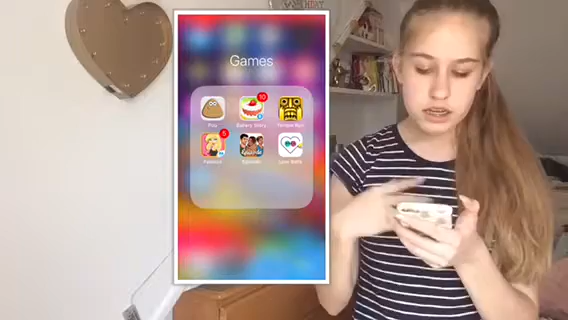 Games
10
Pou
Bakery Story
Temple Run
5
Episode
Love Balls